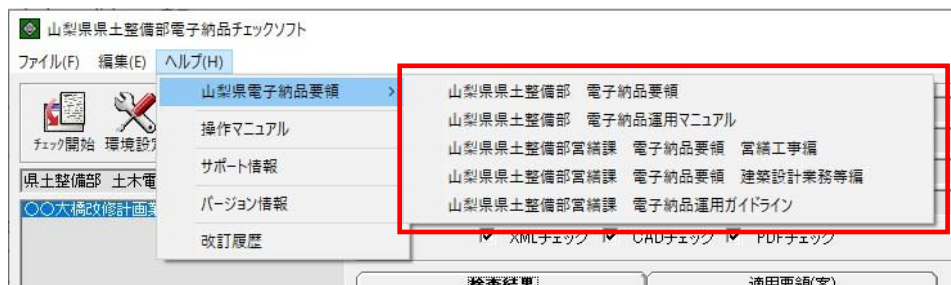 山梨県県土整備部電子納品チェックソフト
ファイル(F) 編集(E) ヘルプ(H)
山梨県電子納品要領 >
操作マニュアル
サポート情報
バージョン情報
改訂履歴
山梨県県土整備部 電子納品要領
山梨県県土整備部 電子納品運用マニュアル
山梨県県土整備部営繕課 電子納品要領 営繕工事編
山梨県県土整備部営繕課 電子納品要領 建築設計業務等編
山梨県県土整備部営繕課 電子納品運用ガイドライン
チェック開始 環境設定
県土整備部 土木電
〇〇大橋改修計画業
XMLチェック CADチェック PDFチェック
検査結果 適用要領(案)